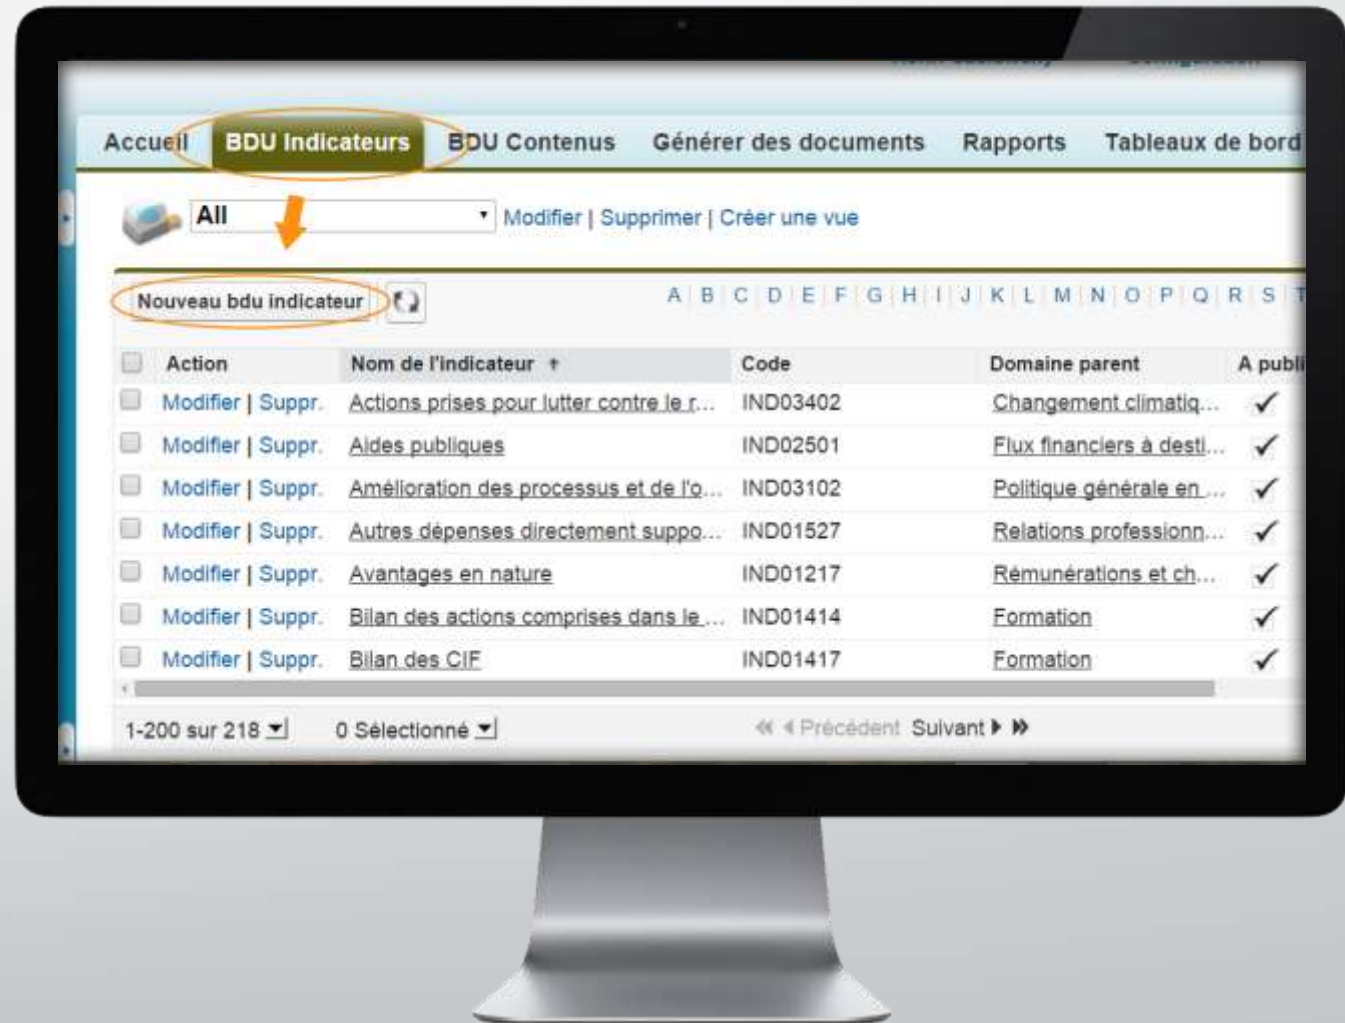 Accueil BDU Indicateurs BDU Contenus Générer des documents Rapports Tableaux de bord
All Modifier | Supprimer | Créer une vue
Nouveau bdu indicateur A | B | C | D | E | F | G | H | I | J | K | L | M | N | O | P | Q | R | S | T
Action Nom de l'indicateur ↑ Code Domaine parent A publi
Modifier | Suppr. Actions prises pour lutter contre le r... IND03402 Changement climatiq...
Modifier | Suppr. Aides publiques IND02501 Flux financiers à desti...
Modifier | Suppr. Amélioration des processus et de l'o... IND03102 Politique générale en ...
Modifier | Suppr. Autres dépenses directement suppo... IND01527 Relations professionn...
Modifier | Suppr. Avantages en nature IND01217 Rémunérations et ch...
Modifier | Suppr. Bilan des actions comprises dans le ... IND01414 Formation
Modifier | Suppr. Bilan des CIF IND01417 Formation
1-200 sur 218 0 Sélectionné Précédent Suivant